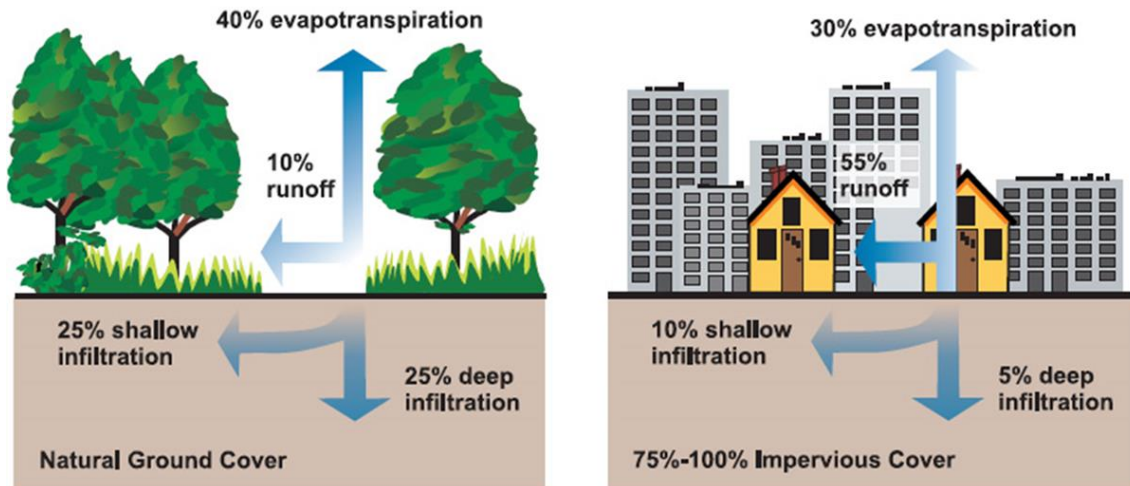 40% evapotranspiration
10%
runoff
25% shallow
infiltration
25% deep
infiltration
Natural Ground Cover
30% evapotranspiration
55%
runoff
10% shallow
infiltration
5% deep
infiltration
75%-100% Impervious Cover